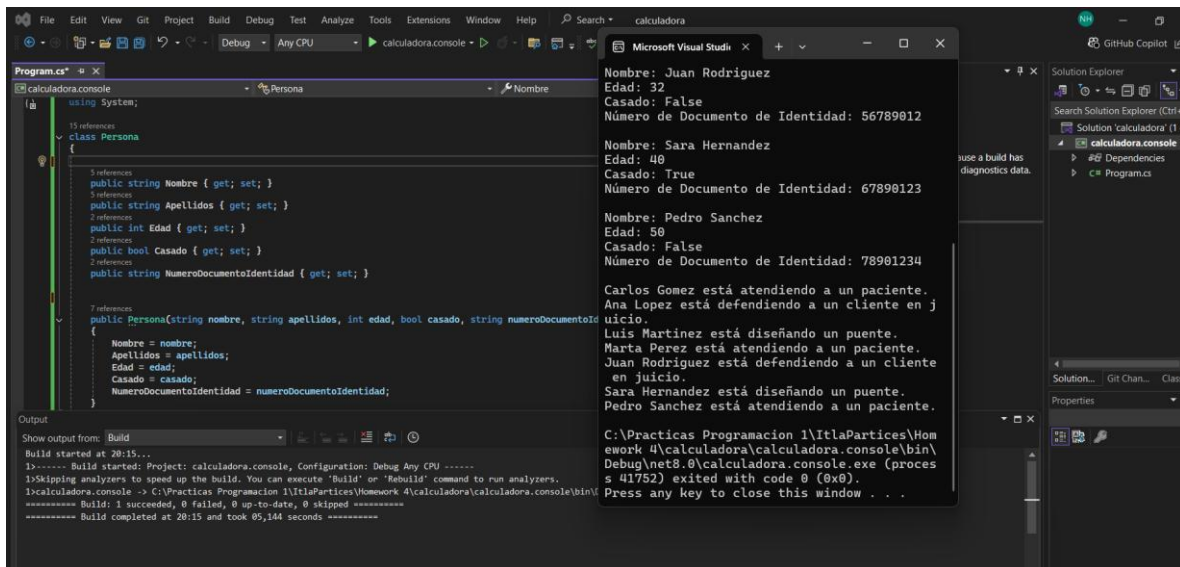 File Edit View Git Project Build Debug Test Analyze Tools Extensions Window Help Search calculadora NH
Debug Any CPU calculadora.console GitHub Copilot
Program.cs*
calculadora.console Persona Nombre
using System;
15 references
class Persona
{
5 references
public string Nombre { get; set; }
5 references
public string Apellidos { get; set; }
2 references
public int Edad { get; set; }
2 references
public bool Casado { get; set; }
2 references
public string NumeroDocumentoIdentidad { get; set; }
7 references
public Persona(string nombre, string apellidos, int edad, bool casado, string numeroDocumentoId
{
Nombre = nombre;
Apellidos = apellidos;
Edad = edad;
Casado = casado;
NumeroDocumentoIdentidad = numeroDocumentoIdentidad;
}
Output
Show output from: Build
Build started at 20:15...
1>------ Build started: Project: calculadora.console, Configuration: Debug Any CPU ------
1>Skipping analyzers to speed up the build. You can execute 'Build' or 'Rebuild' command to run analyzers.
1>calculadora.console -> C:\Practicas Programacion 1\ItlaPartices\Homework 4\calculadora\calculadora.console\bin\
========== Build: 1 succeeded, 0 failed, 0 up-to-date, 0 skipped ==========
========== Build completed at 20:15 and took 05,144 seconds ==========
Microsoft Visual Studi
Nombre: Juan Rodriguez
Edad: 32
Casado: False
Número de Documento de Identidad: 56789012
Nombre: Sara Hernandez
Edad: 40
Casado: True
Número de Documento de Identidad: 67890123
Nombre: Pedro Sanchez
Edad: 50
Casado: False
Número de Documento de Identidad: 78901234
Carlos Gomez está atendiendo a un paciente.
Ana Lopez está defendiendo a un cliente en j
uicio.
Luis Martinez está diseñando un puente.
Marta Perez está atendiendo a un paciente.
Juan Rodriguez está defendiendo a un cliente
en juicio.
Sara Hernandez está diseñando un puente.
Pedro Sanchez está atendiendo a un paciente.
C:\Practicas Programacion 1\ItlaPartices\Hom
ework 4\calculadora\calculadora.console\bin\
Debug\net8.0\calculadora.console.exe (proces
s 41752) exited with code 0 (0x0).
Press any key to close this window . . .
ause a build has
diagnostics data.
Solution Explorer
Search Solution Explorer (Ctrl+
Solution 'calculadora' (1
calculadora.console
Dependencies
C# Program.cs
Solution... Git Chan... Clas
Properties